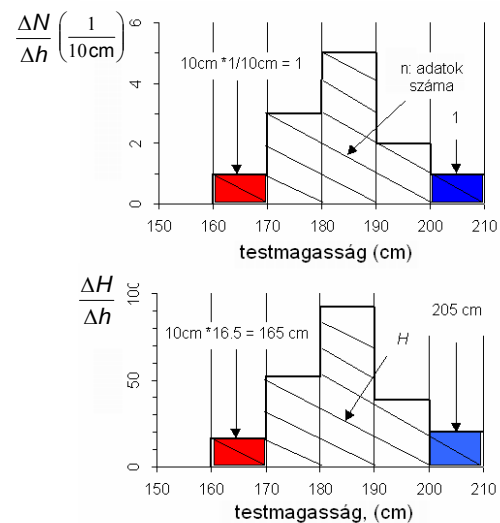 ΔN/Δh (1/10cm)
6
10cm *1/10cm = 1
n: adatok
száma
4
1
2
0
150 160 170 180 190 200 210
testmagasság (cm)
ΔH/Δh
100
205 cm
10cm *16.5 = 165 cm
H
50
0
150 160 170 180 190 200 210
testmagasság, (cm)